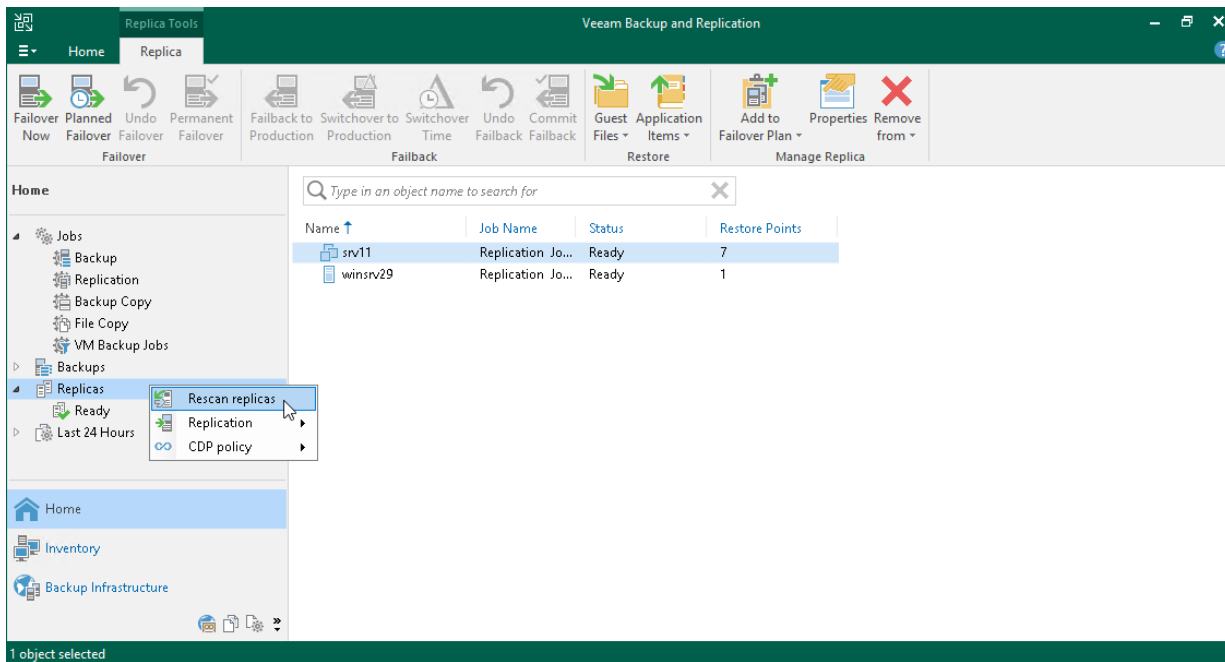 Replica Tools
Veeam Backup and Replication
Home
Replica
Failover Now
Planned Failover
Undo Failover
Permanent Failover
Failback to Production
Switchover to Production
Switchover Time
Undo Failback
Commit Failback
Guest Files
Application Items
Add to Failover Plan
Properties
Remove from
Failover
Failback
Restore
Manage Replica
Home
Type in an object name to search for
Name Job Name Status Restore Points
srv11 Replication Jo... Ready 7
winsrv29 Replication Jo... Ready 1
Jobs
Backup
Replication
Backup Copy
File Copy
VM Backup Jobs
Backups
Replicas
Ready
Last 24 Hours
Rescan replicas
Replication
CDP policy
Home
Inventory
Backup Infrastructure
1 object selected